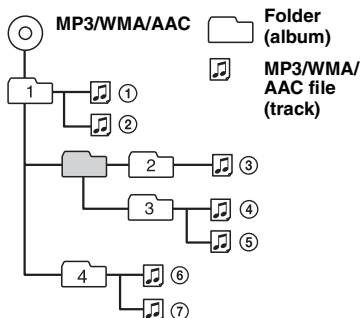 MP3/WMA/AAC
Folder
(album)
MP3/WMA/
AAC file
(track)
1
①
②
2
③
3
④
⑤
4
⑥
⑦